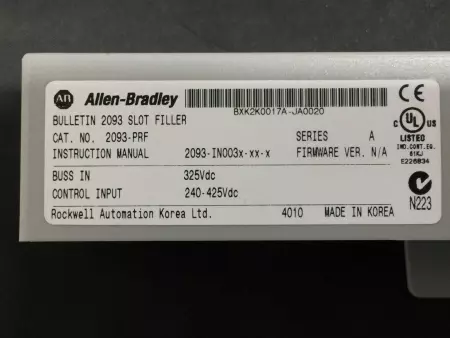 AB Allen-Bradley
BXK2K0017A-JA0020
BULLETIN 2093 SLOT FILLER
CAT. NO. 2093-PRF SERIES A
INSTRUCTION MANUAL 2093-IN003x-xx-x FIRMWARE VER. N/A
BUSS IN 325Vdc
CONTROL INPUT 240-425Vdc
Rockwell Automation Korea Ltd. 4010 MADE IN KOREA
CE
c UL US
LISTED
IND.CONT.EQ.
61KJ
E226834
N223